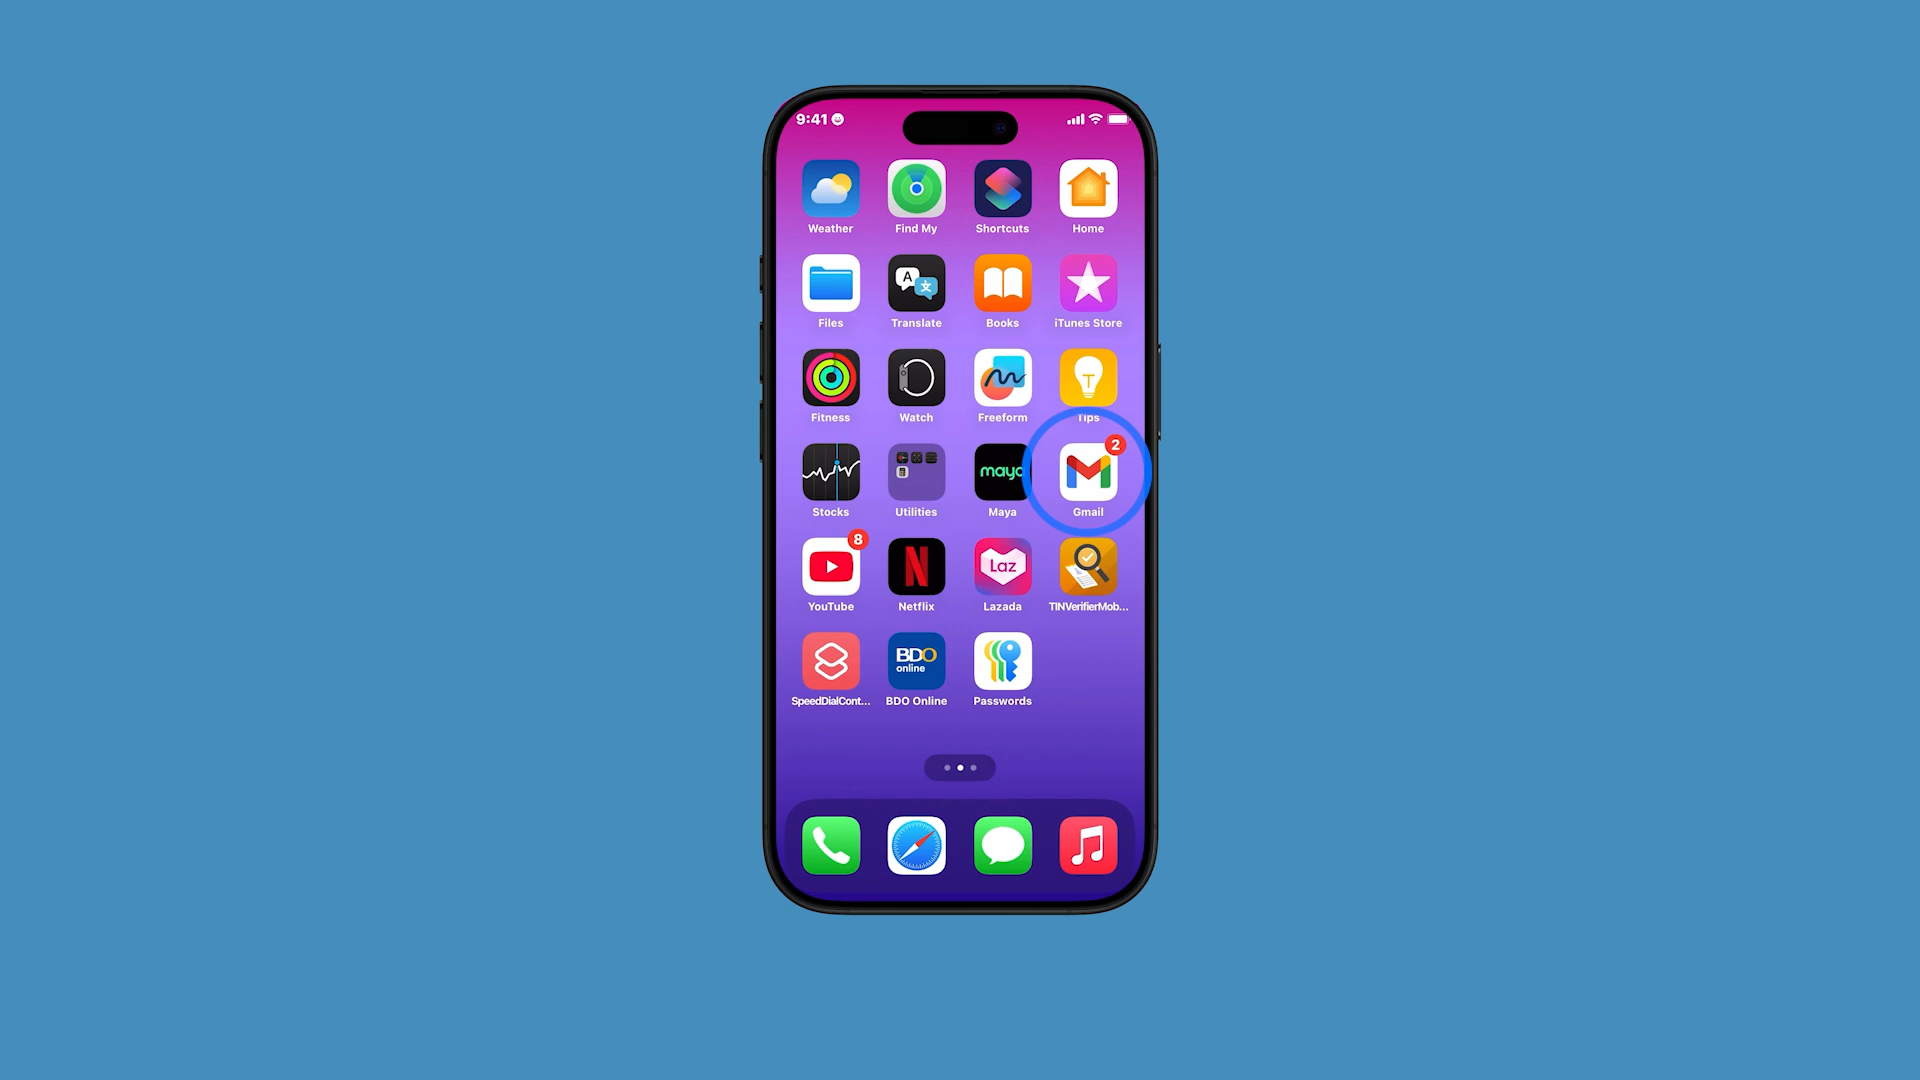 9:41
Weather Find My Shortcuts Home
A 文
Files Translate Books iTunes Store
T
Fitness Watch Freeform Tips
maya 2
Stocks Utilities Maya Gmail
8
Laz
YouTube Netflix Lazada TINVerifierMob...
BDO
online
SpeedDialCont... BDO Online Passwords